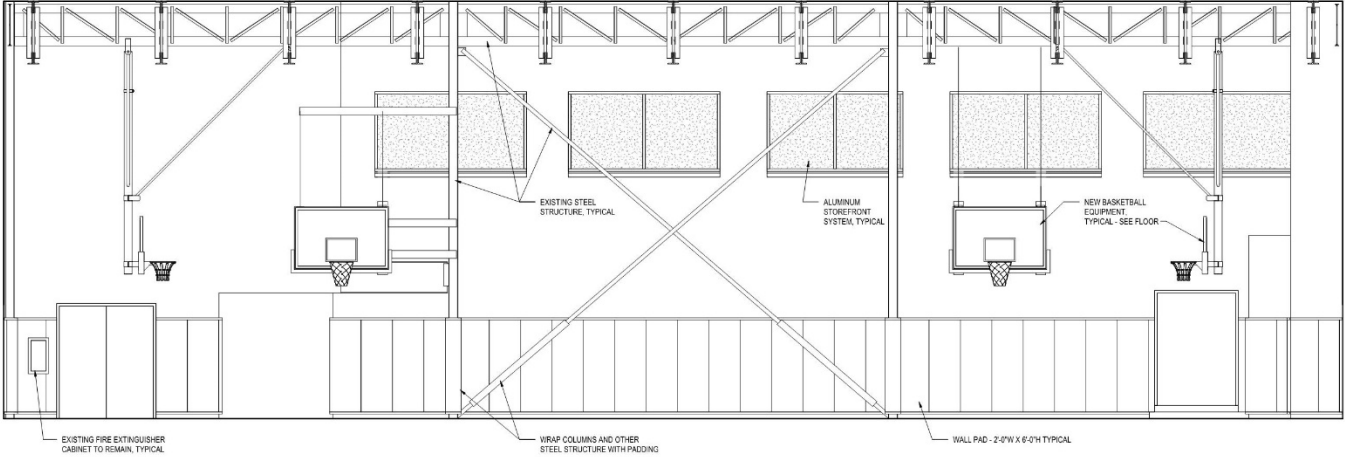 EXISTING STEEL
STRUCTURE, TYPICAL
ALUMINUM
STOREFRONT
SYSTEM, TYPICAL
NEW BASKETBALL
EQUIPMENT,
TYPICAL - SEE FLOOR
EXISTING FIRE EXTINGUISHER
CABINET TO REMAIN, TYPICAL
WRAP COLUMNS AND OTHER
STEEL STRUCTURE WITH PADDING
WALL PAD - 2'-0"W X 6'-0"H TYPICAL